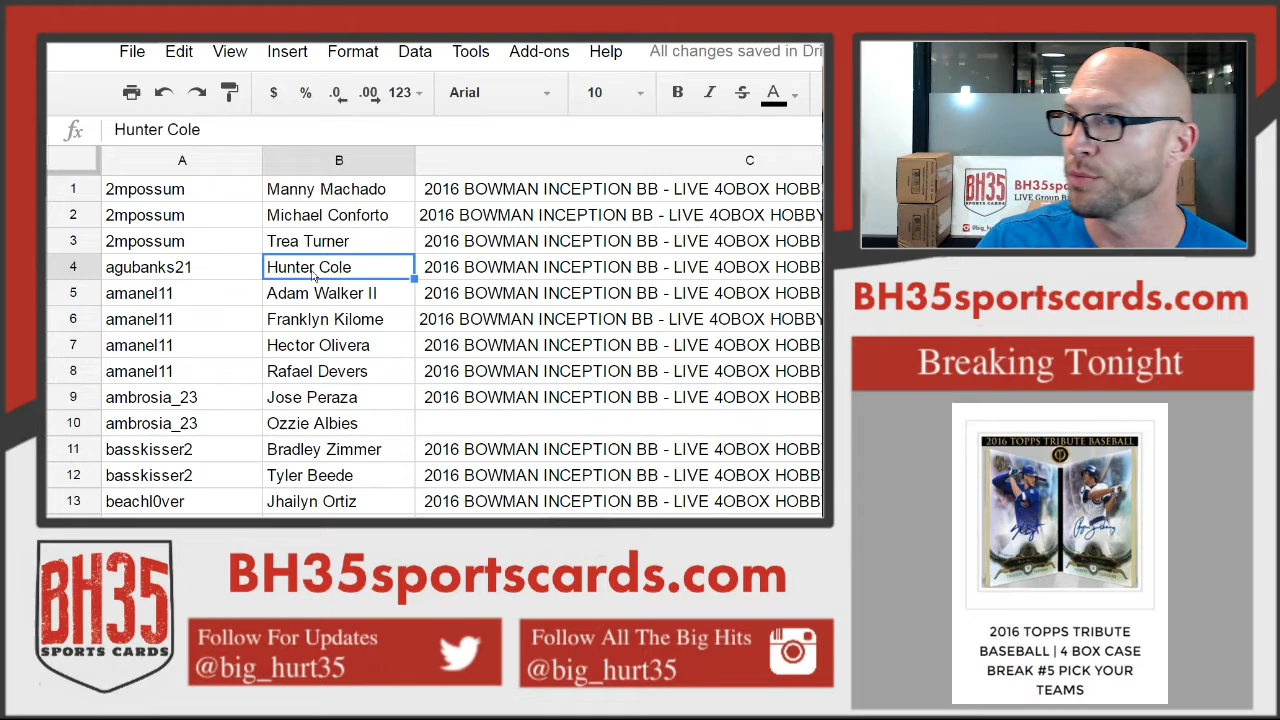 File Edit View Insert Format Data Tools Add-ons Help All changes saved in Dri
$ % .0 .00 123 Arial 10 B I S A
fx Hunter Cole
A B C
1 2mpossum Manny Machado 2016 BOWMAN INCEPTION BB - LIVE 4OBOX HOBB
2 2mpossum Michael Conforto 2016 BOWMAN INCEPTION BB - LIVE 4OBOX HOBBY
3 2mpossum Trea Turner 2016 BOWMAN INCEPTION BB - LIVE 4OBOX HOBB
4 agubanks21 Hunter Cole 2016 BOWMAN INCEPTION BB - LIVE 4OBOX HOBB
5 amanel11 Adam Walker II 2016 BOWMAN INCEPTION BB - LIVE 4OBOX HOBB
6 amanel11 Franklyn Kilome 2016 BOWMAN INCEPTION BB - LIVE 4OBOX HOBBY
7 amanel11 Hector Olivera 2016 BOWMAN INCEPTION BB - LIVE 4OBOX HOBB
8 amanel11 Rafael Devers 2016 BOWMAN INCEPTION BB - LIVE 4OBOX HOBB
9 ambrosia_23 Jose Peraza 2016 BOWMAN INCEPTION BB - LIVE 4OBOX HOBB
10 ambrosia_23 Ozzie Albies
11 basskisser2 Bradley Zimmer 2016 BOWMAN INCEPTION BB - LIVE 4OBOX HOBB
12 basskisser2 Tyler Beede 2016 BOWMAN INCEPTION BB - LIVE 4OBOX HOBB
13 beachl0ver Jhailyn Ortiz 2016 BOWMAN INCEPTION BB - LIVE 4OBOX HOBB
BH35
SPORTS CARDS
BH35sp
LIVE Group B
@big_hu
BH35sportscards.com
Breaking Tonight
2016 TOPPS TRIBUTE BASEBALL
2016 TOPPS TRIBUTE
BASEBALL | 4 BOX CASE
BREAK #5 PICK YOUR
TEAMS
BH35
SPORTS CARDS
BH35sportscards.com
Follow For Updates
@big_hurt35
Follow All The Big Hits
@big_hurt35